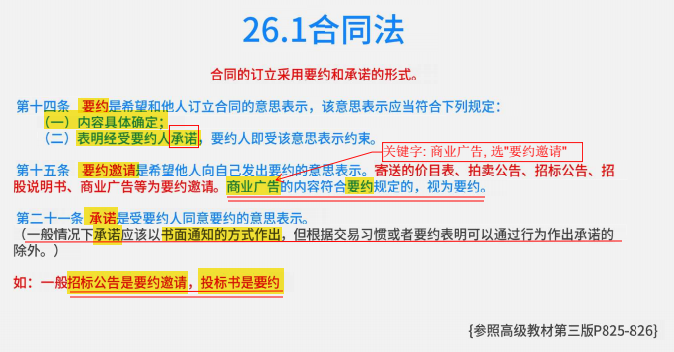 26.1合同法
合同的订立采用要约和承诺的形式。
第十四条 要约是希望和他人订立合同的意思表示，该意思表示应当符合下列规定：
（一）内容具体确定；
（二）表明经受要约人承诺，要约人即受该意思表示约束。
关键字: 商业广告, 选"要约邀请"
第十五条 要约邀请是希望他人向自己发出要约的意思表示。寄送的价目表、拍卖公告、招标公告、招
股说明书、商业广告等为要约邀请。商业广告的内容符合要约规定的，视为要约。
第二十一条 承诺是受要约人同意要约的意思表示。
（一般情况下承诺应该以书面通知的方式作出，但根据交易习惯或者要约表明可以通过行为作出承诺的
除外。）
如：一般招标公告是要约邀请，投标书是要约
{参照高级教材第三版P825-826}